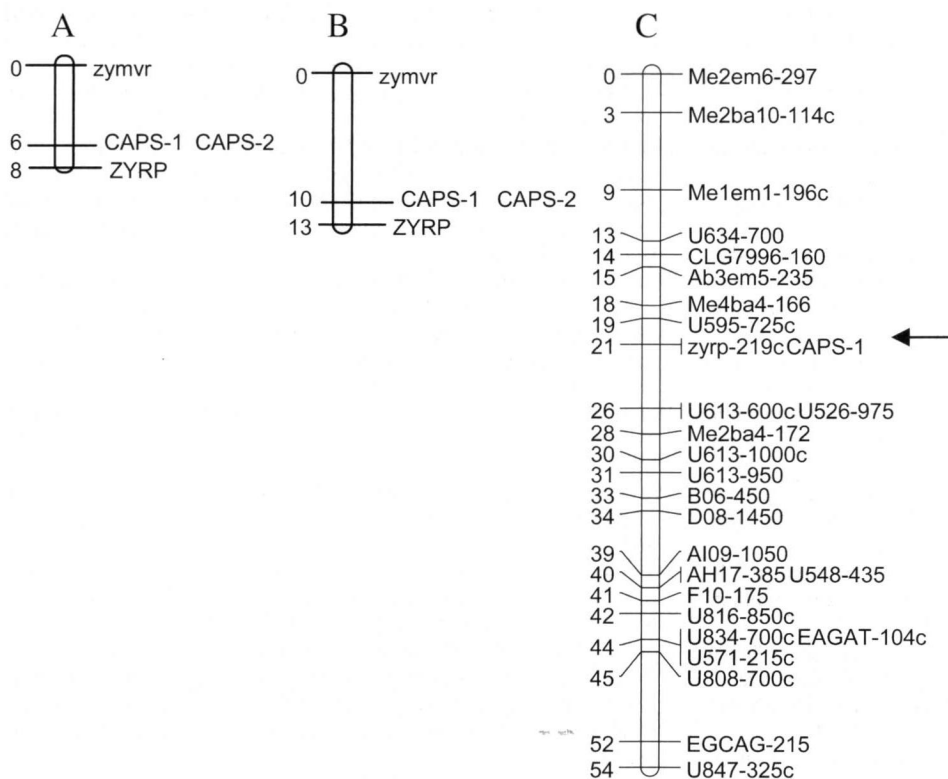 A
0 zymvr
6 CAPS-1 CAPS-2
8 ZYRP
B
0 zymvr
10 CAPS-1 CAPS-2
13 ZYRP
C
0 Me2em6-297
3 Me2ba10-114c
9 Me1em1-196c
13 U634-700
14 CLG7996-160
15 Ab3em5-235
18 Me4ba4-166
19 U595-725c
21 zyrp-219c CAPS-1
26 U613-600c U526-975
28 Me2ba4-172
30 U613-1000c
31 U613-950
33 B06-450
34 D08-1450
39 AI09-1050
40 AH17-385 U548-435
41 F10-175
42 U816-850c
44 U834-700c EAGAT-104c
U571-215c
45 U808-700c
52 EGCAG-215
54 U847-325c